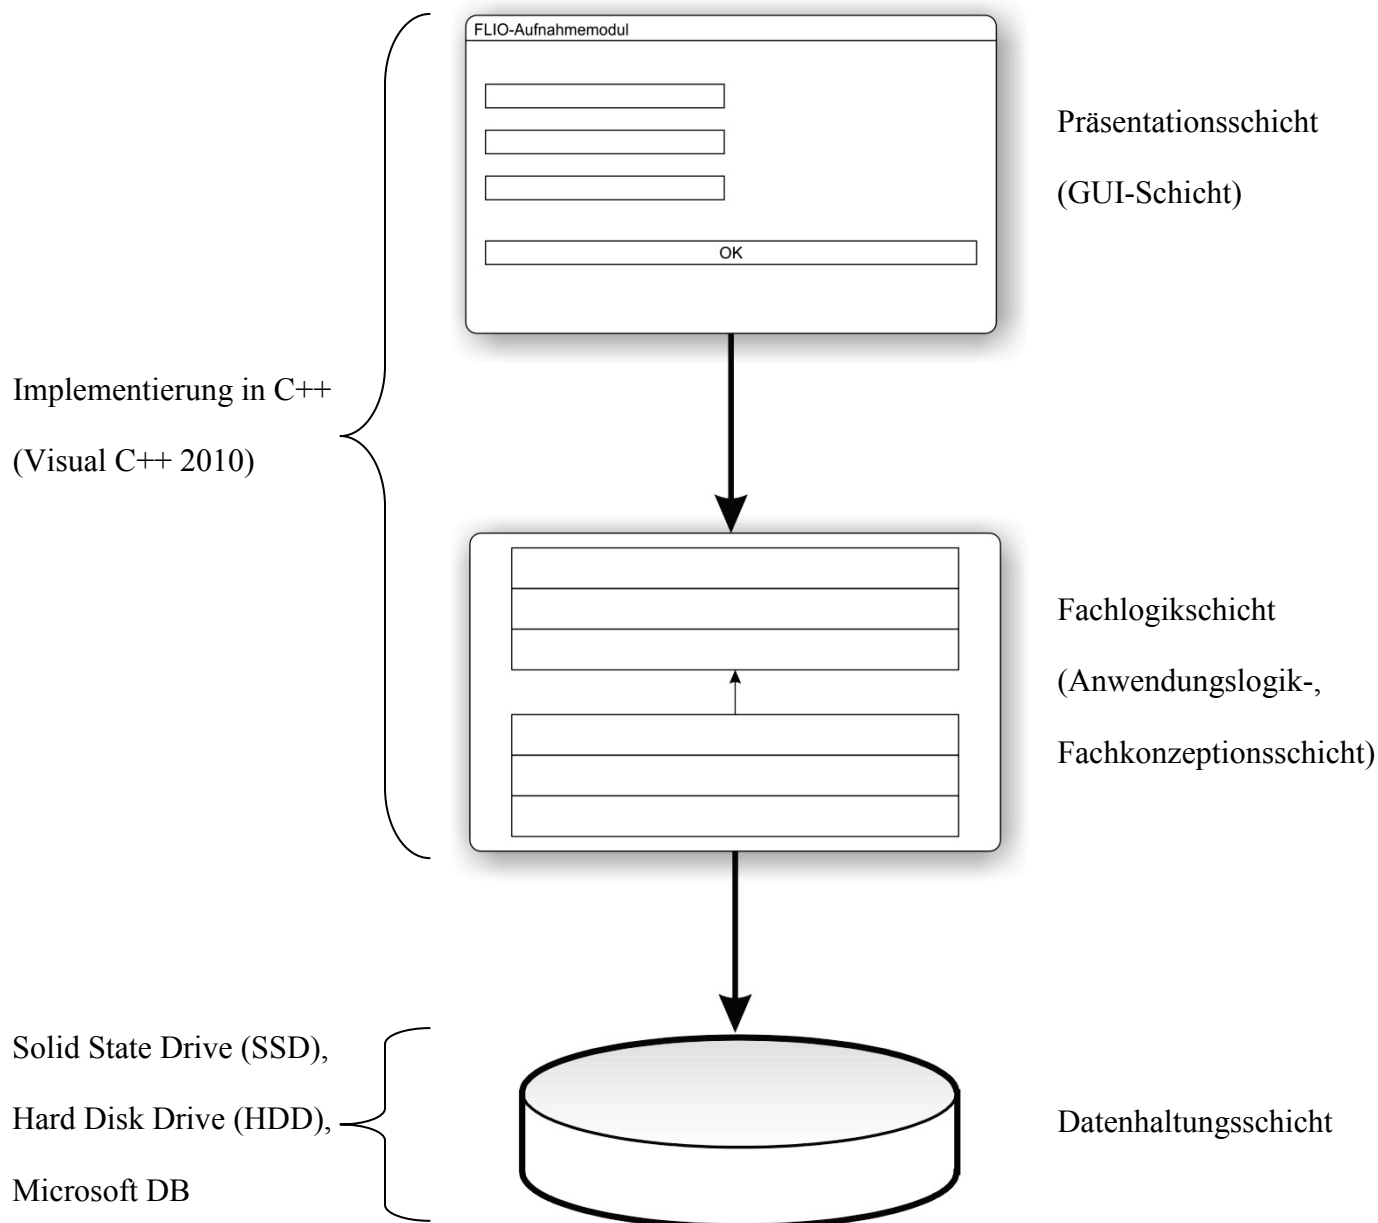 FLIO-Aufnahmemodul
OK
Präsentationsschicht
(GUI-Schicht)
Implementierung in C++
(Visual C++ 2010)
Fachlogikschicht
(Anwendungslogik-,
Fachkonzeptionsschicht)
Solid State Drive (SSD),
Hard Disk Drive (HDD),
Microsoft DB
Datenhaltungsschicht